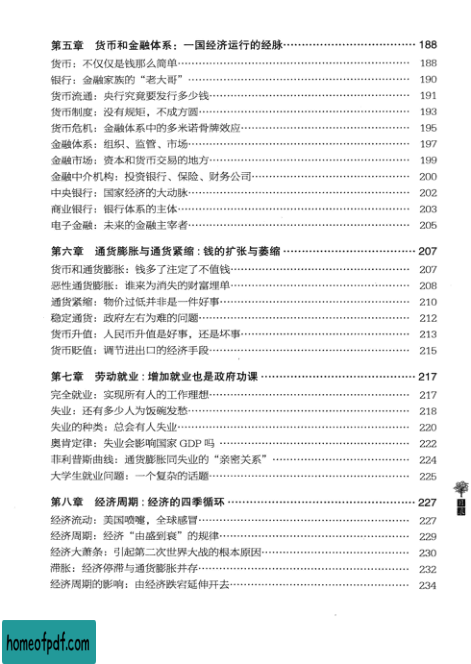 第五章 货币和金融体系：一国经济运行的经脉……………………………… 188
货币：不仅仅是钱那么简单……………………………………………… 188
银行：金融家族的“老大哥”……………………………………………… 190
货币流通：央行究竟要发行多少钱……………………………………… 191
货币制度：没有规矩，不成方圆………………………………………… 193
货币危机：金融体系中的多米诺骨牌效应……………………………… 195
金融体系：组织、监管、市场…………………………………………… 197
金融市场：资本和货币交易的地方……………………………………… 199
金融中介机构：投资银行、保险、财务公司…………………………… 200
中央银行：国家经济的大动脉…………………………………………… 202
商业银行：银行体系的主体……………………………………………… 203
电子金融：未来的金融主宰者…………………………………………… 205
第六章 通货膨胀与通货紧缩：钱的扩张与萎缩………………………… 207
货币和通货膨胀：钱多了注定了不值钱………………………………… 207
恶性通货膨胀：谁来为消失的财富埋单………………………………… 208
通货紧缩：物价过低并非是一件好事…………………………………… 210
稳定通货：政府左右为难的问题………………………………………… 212
货币升值：人民币升值是好事，还是坏事……………………………… 213
货币贬值：调节进出口的经济手段……………………………………… 215
第七章 劳动就业：增加就业也是政府功课……………………………… 217
完全就业：实现所有人的工作理想……………………………………… 217
失业：还有多少人为饭碗发愁…………………………………………… 218
失业的种类：总会有人失业……………………………………………… 220
奥肯定律：失业会影响国家 GDP 吗 …………………………………… 222
菲利普斯曲线：通货膨胀同失业的“亲密关系”………………………… 224
大学生就业问题：一个复杂的话题……………………………………… 225
第八章 经济周期：经济的四季循环……………………………………… 227
经济流动：美国喷嚏，全球感冒………………………………………… 227
经济周期：经济“由盛到衰”的规律……………………………………… 229
经济大萧条：引起第二次世界大战的根本原因………………………… 230
滞胀：经济停滞与通货膨胀并存………………………………………… 232
经济周期的影响：由经济跌宕延伸开去………………………………… 234
homeofpdf.com